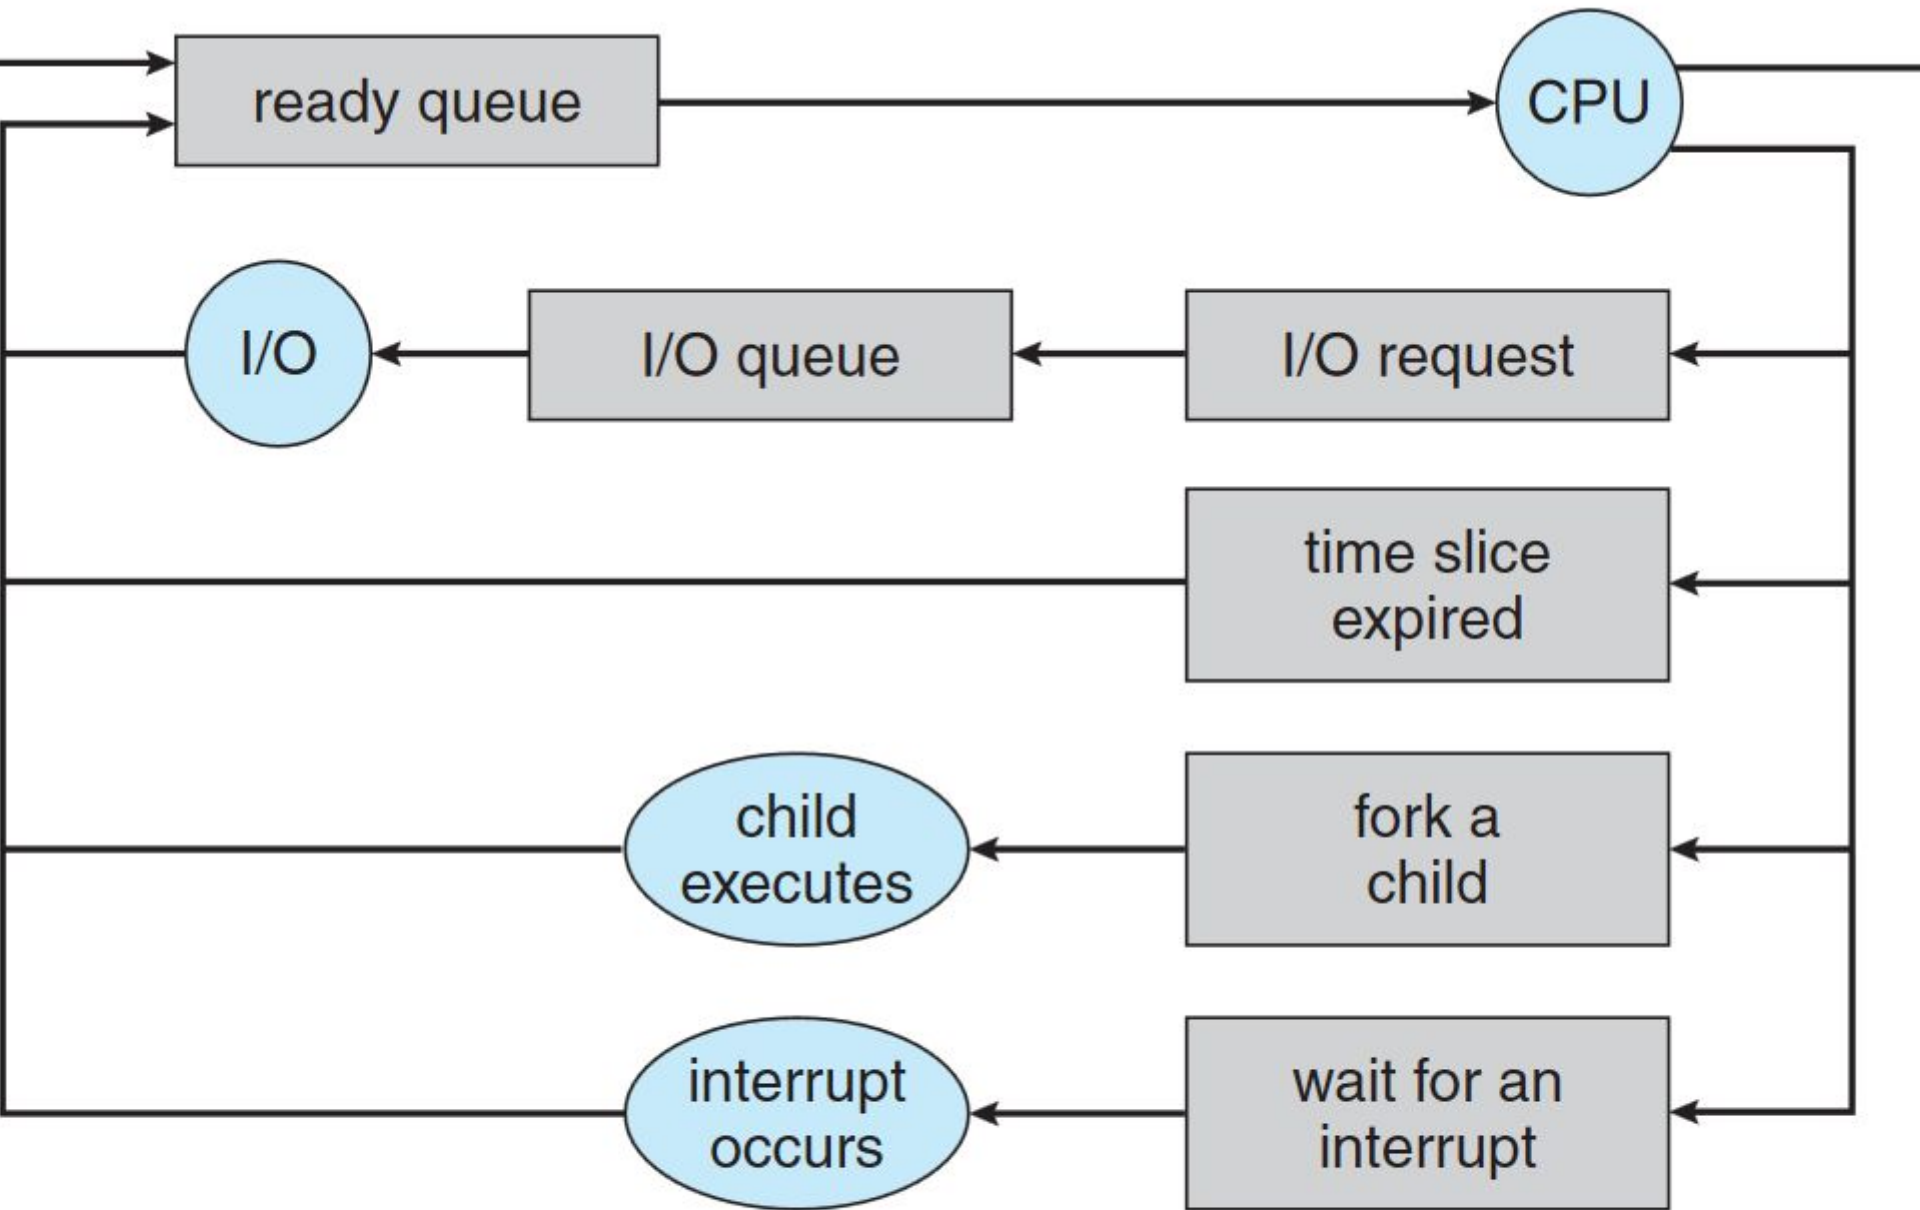 ready queue
CPU
I/O
I/O queue
I/O request
time slice
expired
child
executes
fork a
child
interrupt
occurs
wait for an
interrupt